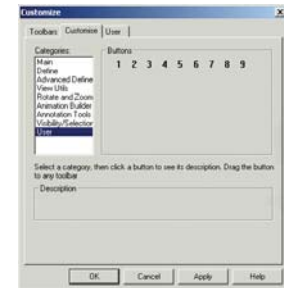 Customize
Toolbars Customise User
Categories:
Main
Define
Advanced Define
View Utils
Rotate and Zoom
Animation Builder
Annotation Tools
Visibility/Selection
User
Buttons
1 2 3 4 5 6 7 8 9
Select a category, then click a button to see its description. Drag the button
to any toolbar
Description
OK Cancel Apply Help